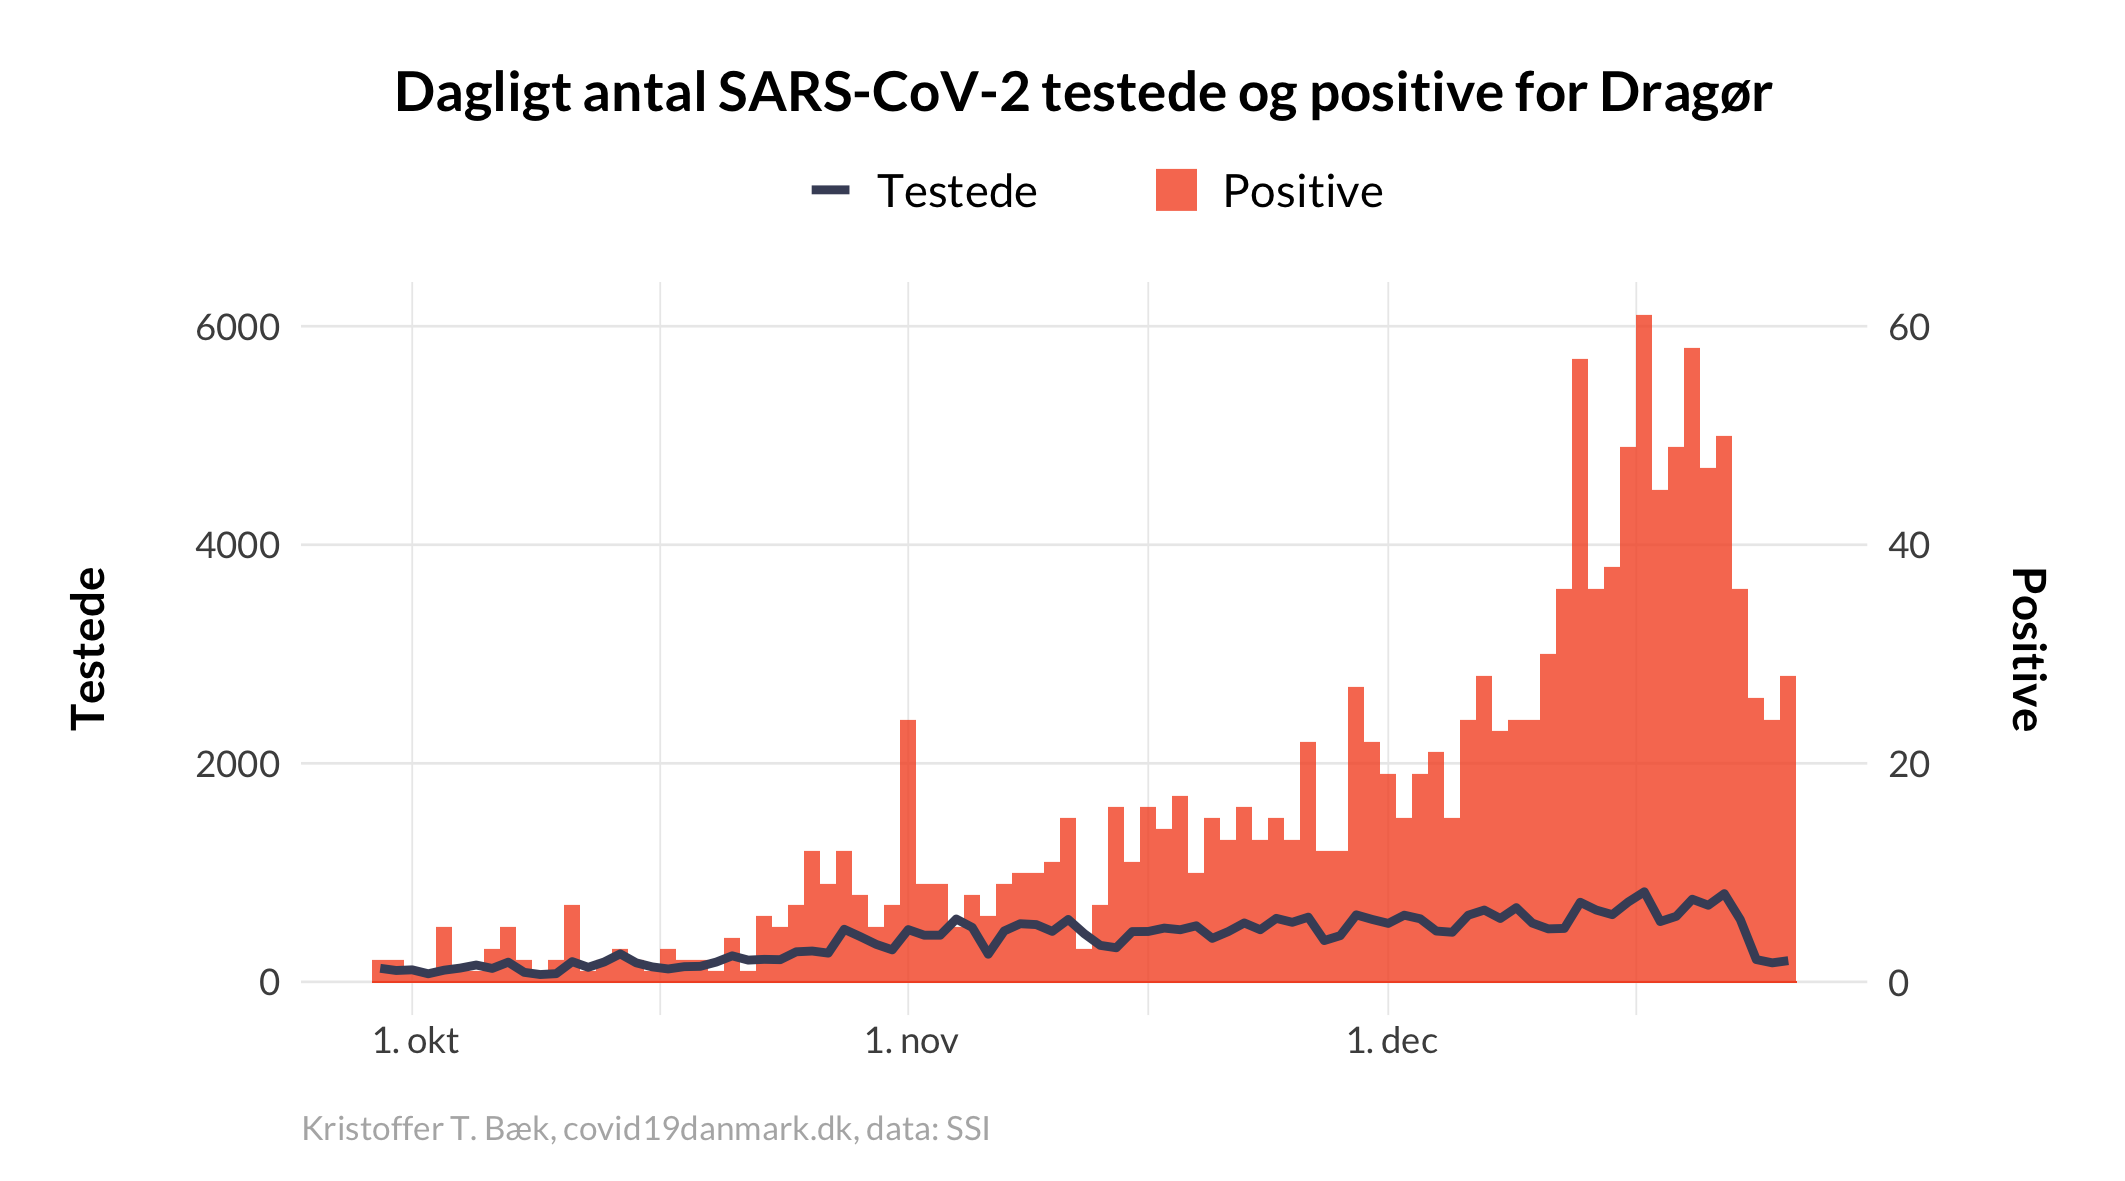 Dagligt antal SARS-CoV-2 testede og positive for Dragør
Testede Positive
6000 60
4000 40
2000 20
0 0
Testede
Positive
1. okt 1. nov 1. dec
Kristoffer T. Bæk, covid19danmark.dk, data: SSI